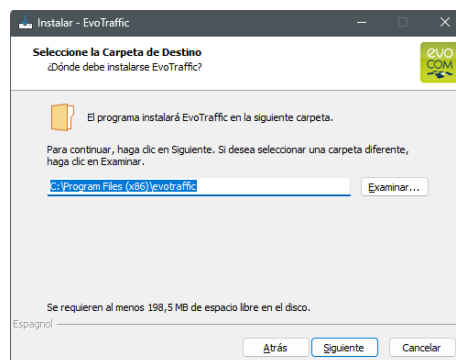 Instalar - EvoTraffic
Seleccione la Carpeta de Destino
¿Dónde debe instalarse EvoTraffic?
evo
COM
El programa instalará EvoTraffic en la siguiente carpeta.
Para continuar, haga clic en Siguiente. Si desea seleccionar una carpeta diferente,
haga clic en Examinar.
C:\Program Files (x86)\evotraffic
Examinar...
Se requieren al menos 198,5 MB de espacio libre en el disco.
Espagnol
Atrás
Siguiente
Cancelar